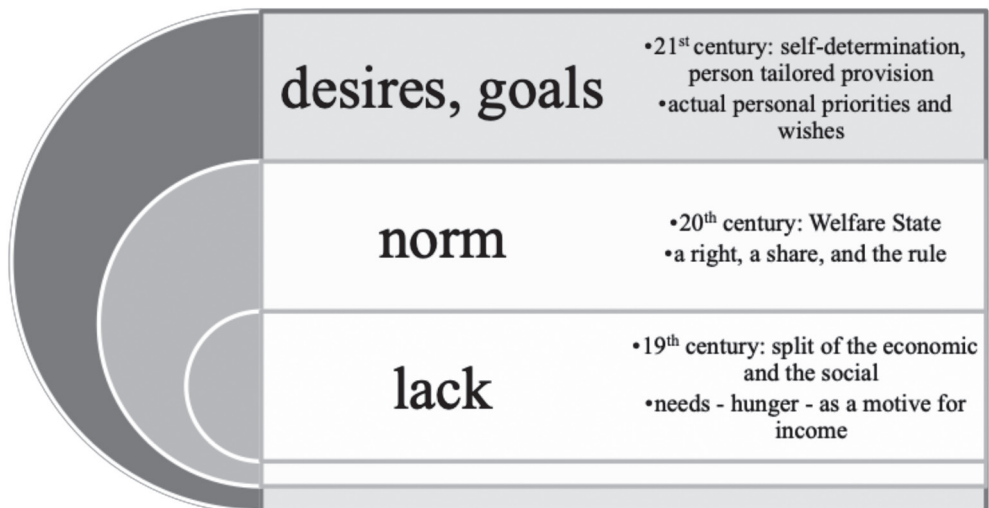 desires, goals
•21st century: self-determination,
person tailored provision
•actual personal priorities and
wishes
norm
•20th century: Welfare State
•a right, a share, and the rule
lack
•19th century: split of the economic
and the social
•needs - hunger - as a motive for
income